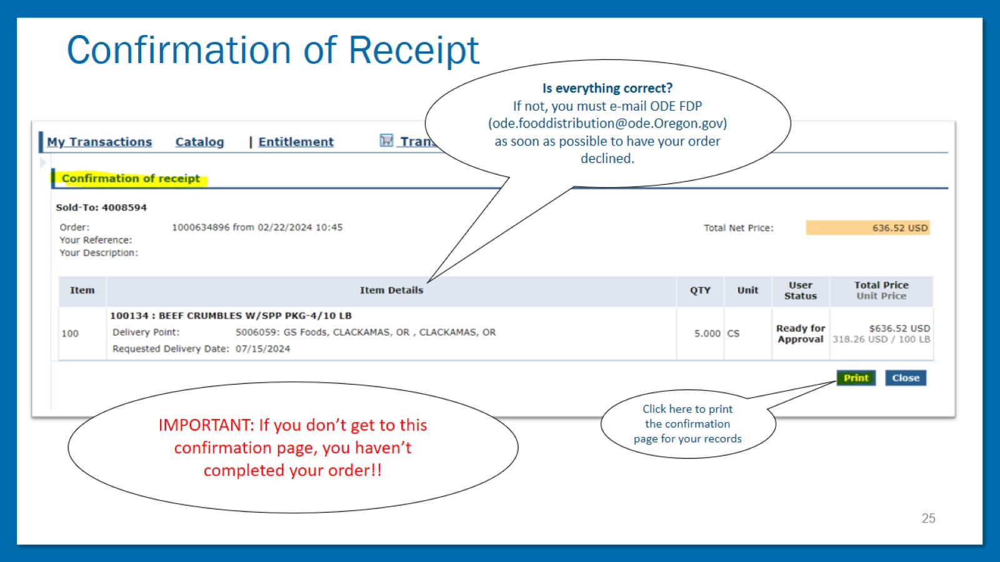 Confirmation of Receipt
Is everything correct?
If not, you must e-mail ODE FDP
(ode.fooddistribution@ode.Oregon.gov)
as soon as possible to have your order
declined.
My Transactions Catalog | Entitlement Trans
Confirmation of receipt
Sold-To: 4008594
Order: 1000634896 from 02/22/2024 10:45 Total Net Price: 636.52 USD
Your Reference:
Your Description:
Item Item Details QTY Unit User Status Total Price Unit Price
100134 : BEEF CRUMBLES W/SPP PKG-4/10 LB
100 Delivery Point: 5006059: GS Foods, CLACKAMAS, OR , CLACKAMAS, OR 5.000 CS Ready for Approval $636.52 USD 318.26 USD / 100 LB
Requested Delivery Date: 07/15/2024
Print Close
Click here to print
the confirmation
page for your records
IMPORTANT: If you don't get to this
confirmation page, you haven't
completed your order!!
25